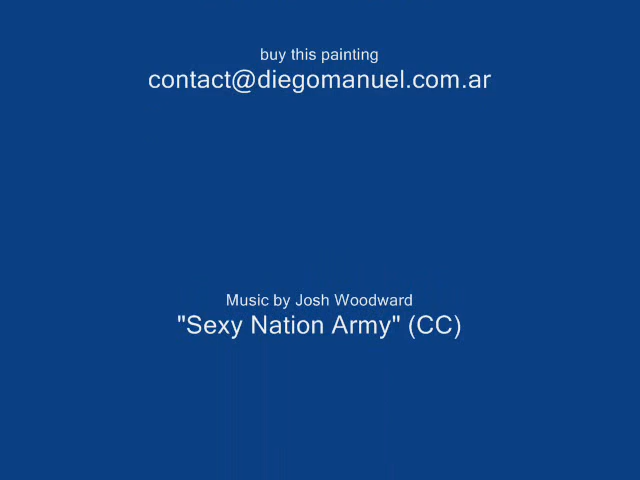 buy this painting
contact@diegomanuel.com.ar
Music by Josh Woodward
"Sexy Nation Army" (CC)